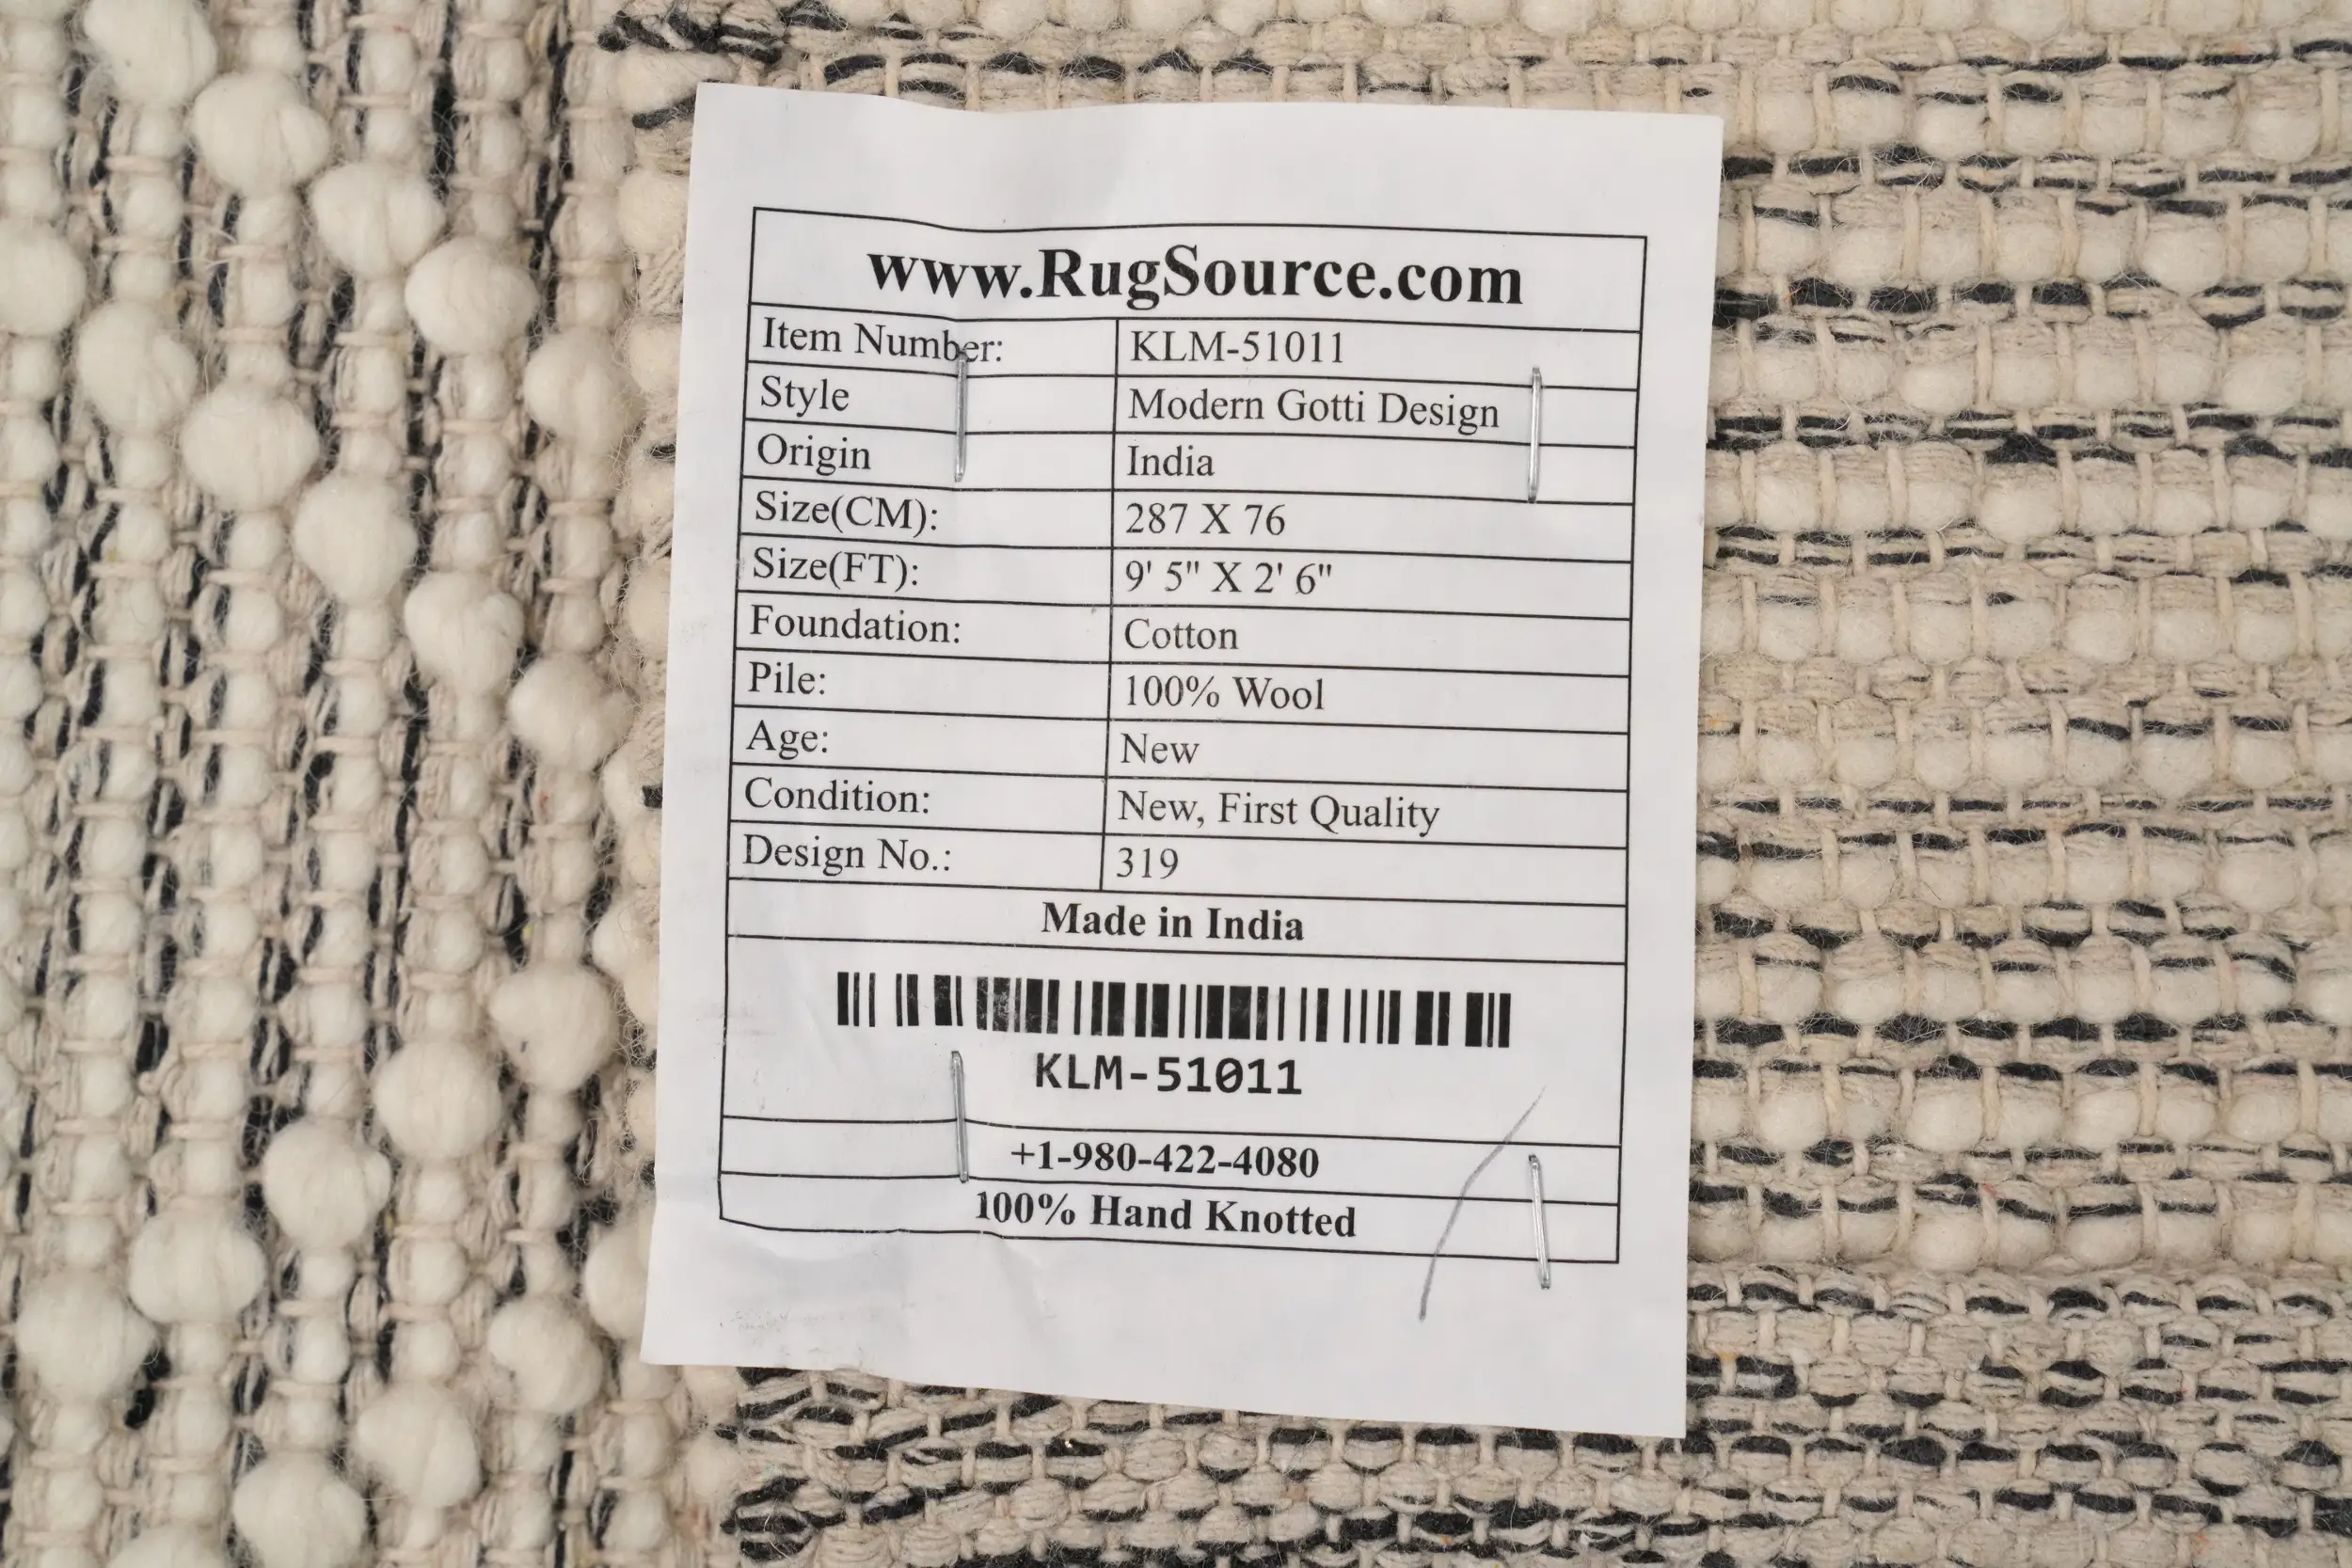 www.RugSource.com
Item Number: KLM-51011
Style Modern Gotti Design
Origin India
Size(CM): 287 X 76
Size(FT): 9' 5" X 2' 6"
Foundation: Cotton
Pile: 100% Wool
Age: New
Condition: New, First Quality
Design No.: 319
Made in India
KLM-51011
+1-980-422-4080
100% Hand Knotted